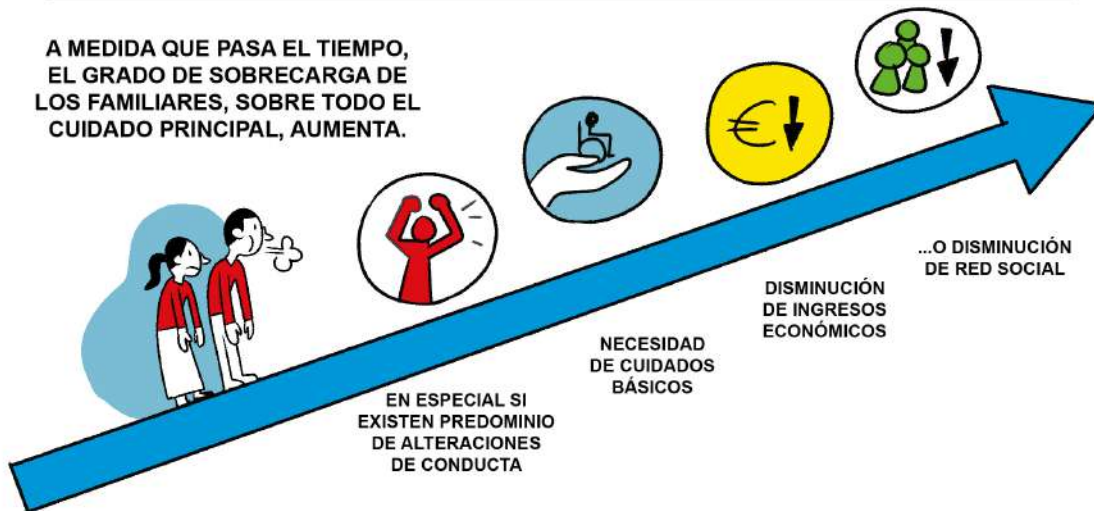 A MEDIDA QUE PASA EL TIEMPO,
EL GRADO DE SOBRECARGA DE
LOS FAMILIARES, SOBRE TODO EL
CUIDADO PRINCIPAL, AUMENTA.
EN ESPECIAL SI
EXISTEN PREDOMINIO
DE ALTERACIONES
DE CONDUCTA
NECESIDAD
DE CUIDADOS
BÁSICOS
€
DISMINUCIÓN
DE INGRESOS
ECONÓMICOS
...O DISMINUCIÓN
DE RED SOCIAL